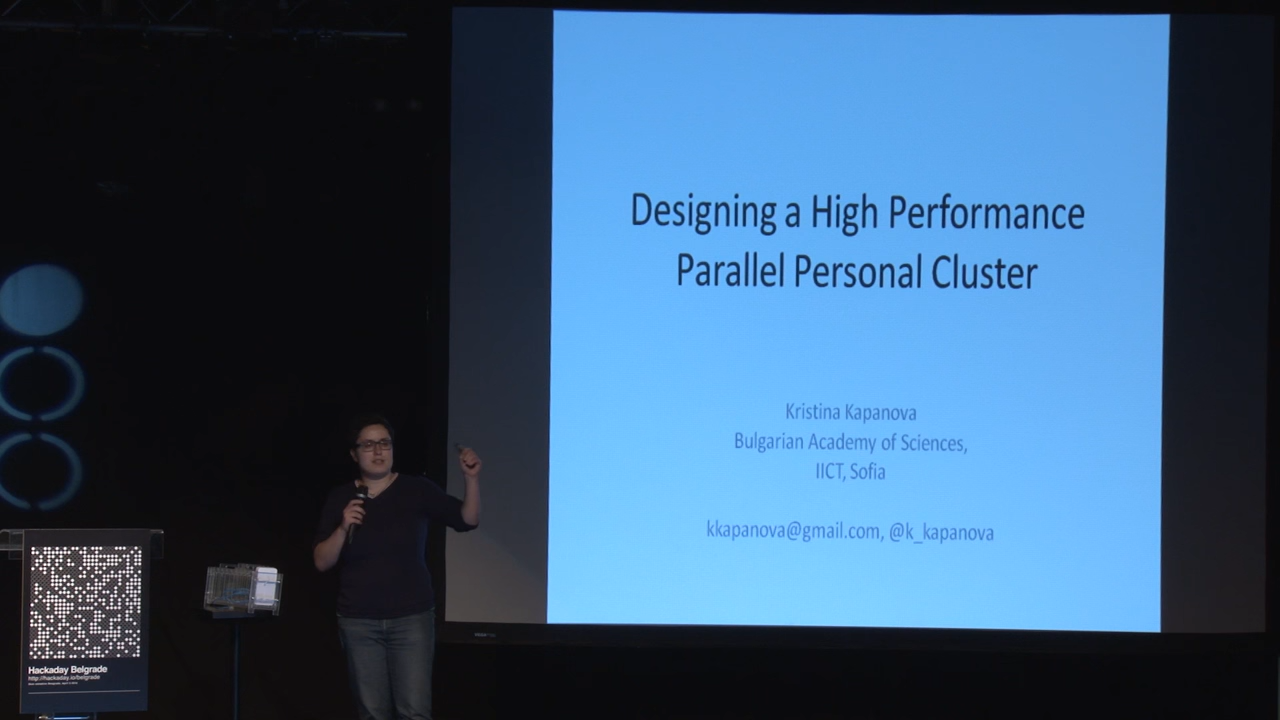 Designing a High Performance
Parallel Personal Cluster
Kristina Kapanova
Bulgarian Academy of Sciences,
IICT, Sofia
kkapanova@gmail.com, @k_kapanova
Hackaday Belgrade
http://hackaday.io/belgrade